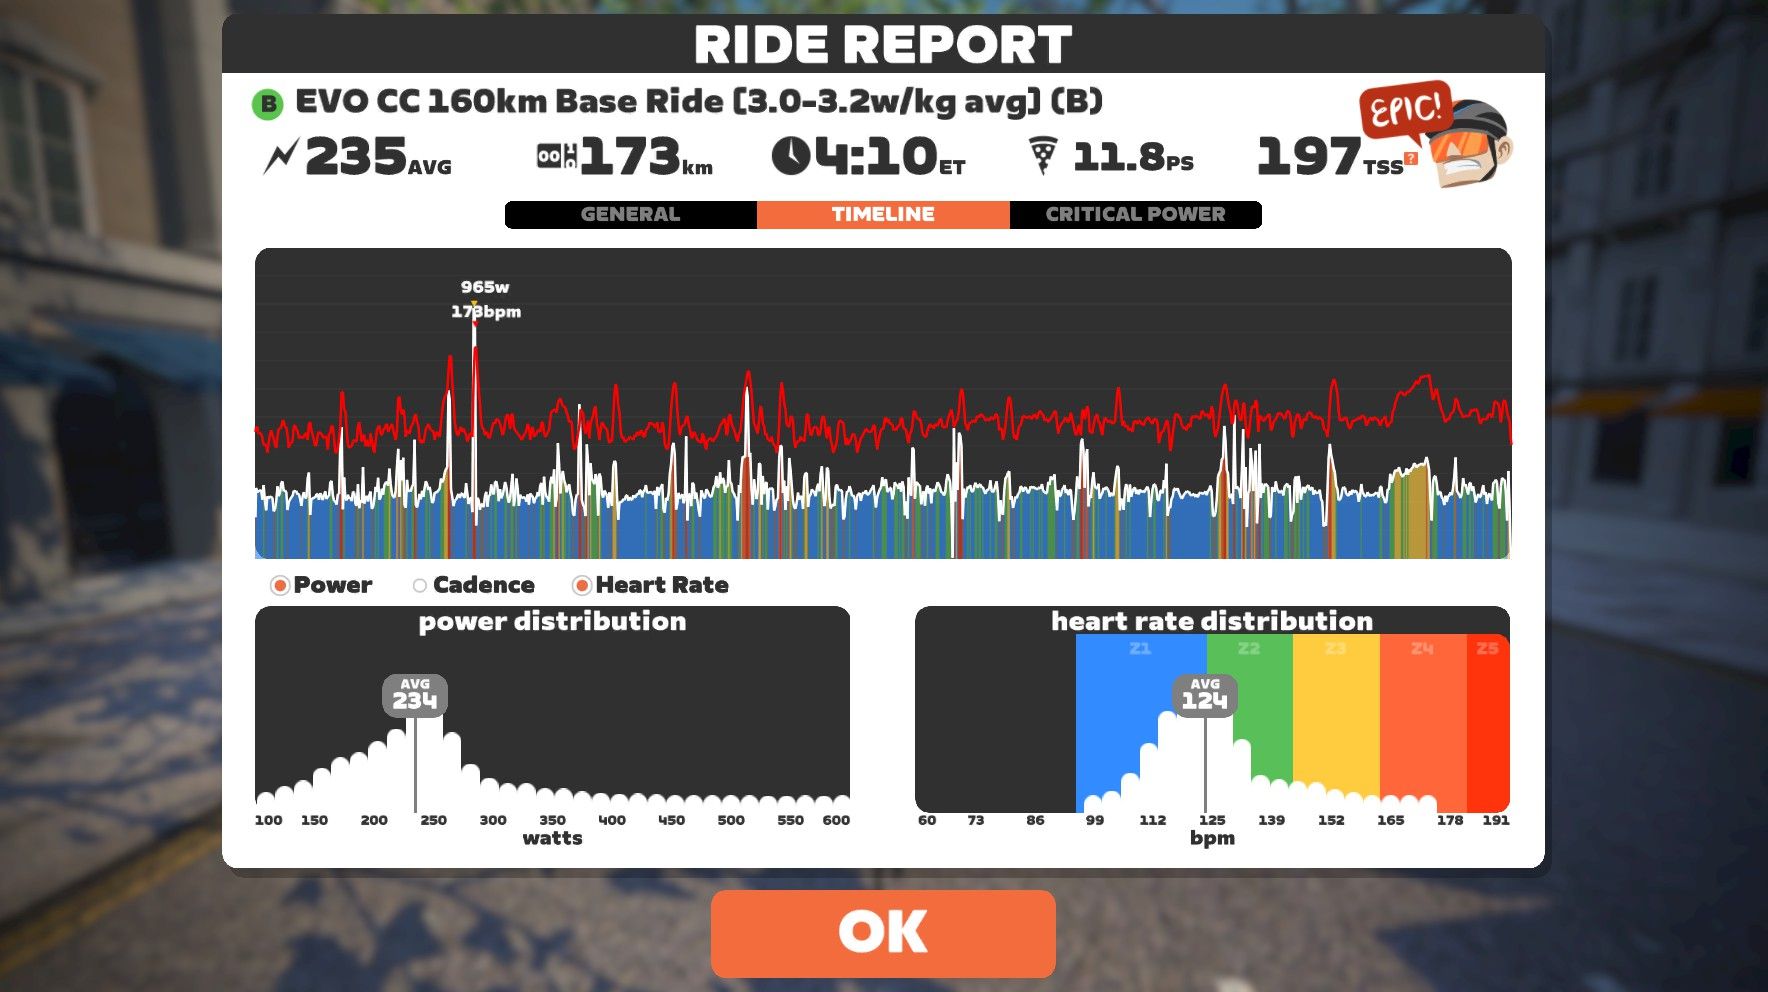 RIDE REPORT
B EVO CC 160km Base Ride [3.0-3.2w/kg avg] (B)
EPIC!
235AVG 173km 4:10ET 11.8PS 197TSS?
GENERAL TIMELINE CRITICAL POWER
965w
173bpm
Power Cadence Heart Rate
power distribution
AVG
234
100 150 200 250 300 350 400 450 500 550 600
watts
heart rate distribution
Z1 Z2 Z3 Z4 Z5
AVG
124
60 73 86 99 112 125 139 152 165 178 191
bpm
OK